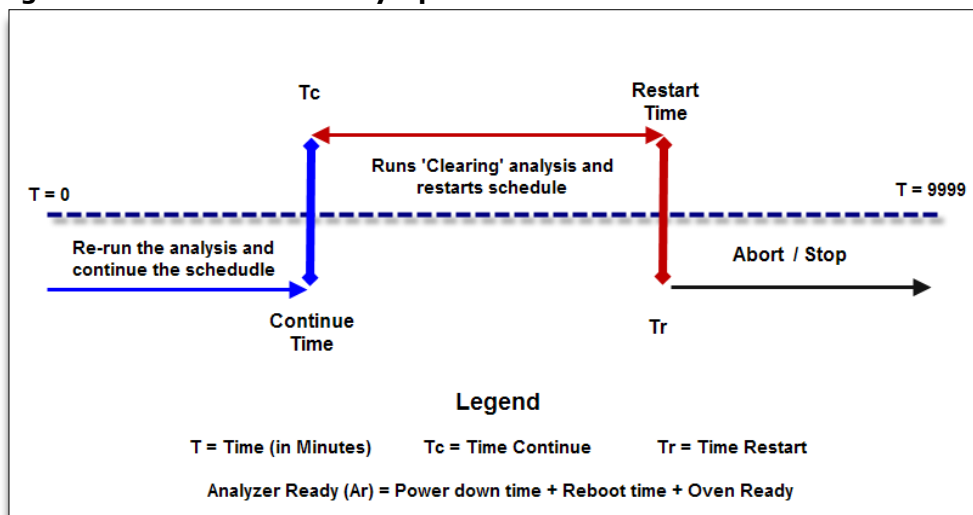 Tc
Restart
Time
Runs 'Clearing' analysis and
restarts schedule
T = 0
T = 9999
Re-run the analysis and
continue the schedudle
Abort / Stop
Continue
Time
Tr
Legend
T = Time (in Minutes) Tc = Time Continue Tr = Time Restart
Analyzer Ready (Ar) = Power down time + Reboot time + Oven Ready